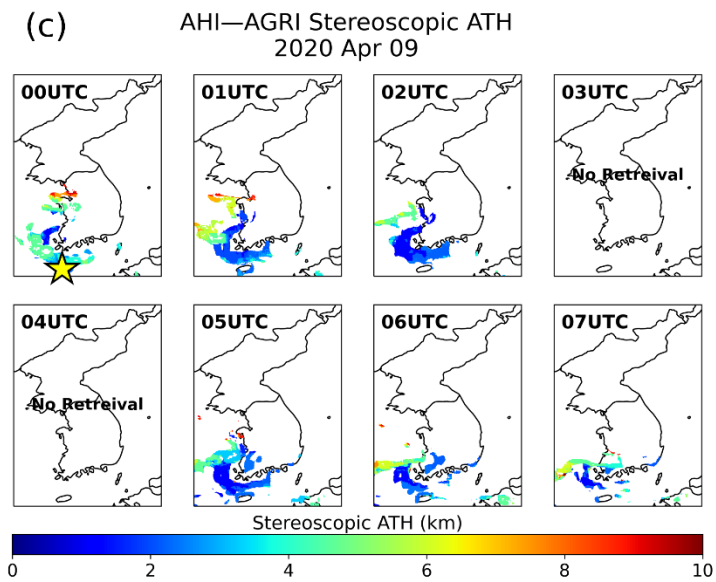 (c)
AHI—AGRI Stereoscopic ATH
2020 Apr 09
00UTC
01UTC
02UTC
03UTC
No Retreival
04UTC
No Retreival
05UTC
06UTC
07UTC
Stereoscopic ATH (km)
0 2 4 6 8 10